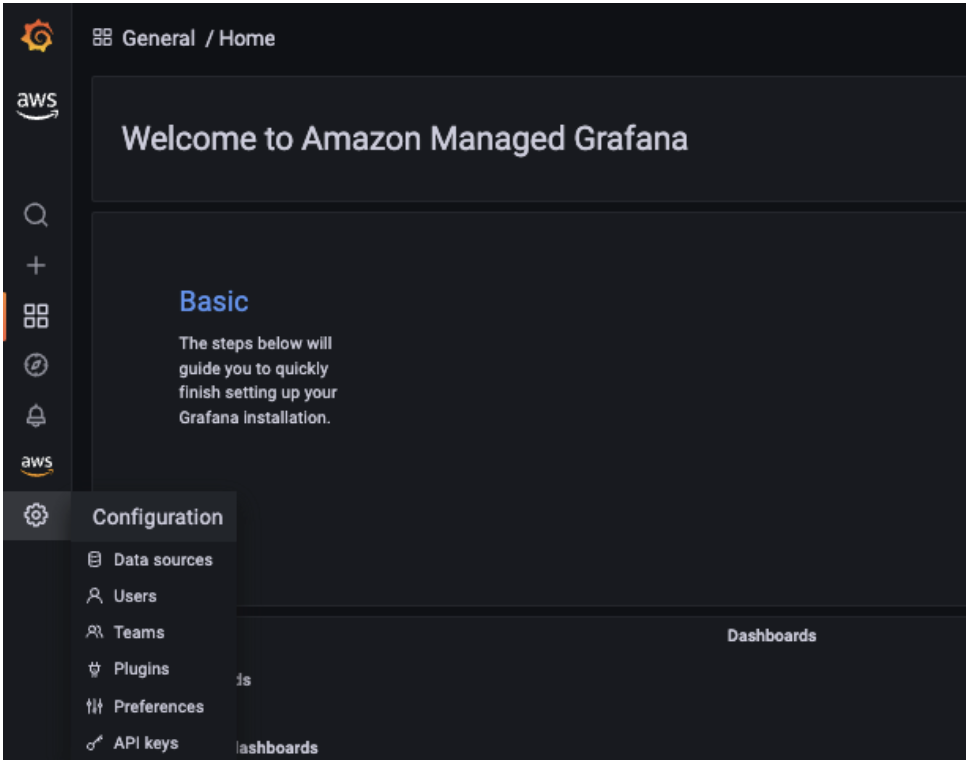 General / Home
aws
Welcome to Amazon Managed Grafana
Basic
The steps below will
guide you to quickly
finish setting up your
Grafana installation.
aws
Configuration
Data sources
Users
Teams
Dashboards
Plugins
ds
Preferences
API keys
dashboards